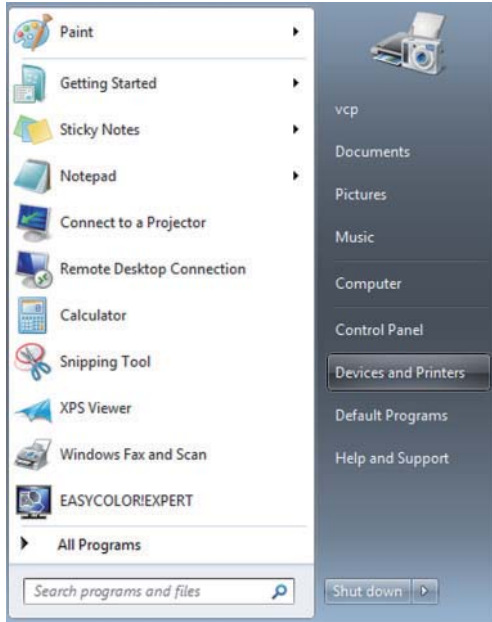 Paint
Getting Started
Sticky Notes
Notepad
Connect to a Projector
Remote Desktop Connection
Calculator
Snipping Tool
XPS Viewer
Windows Fax and Scan
EASYCOLOR!EXPERT
All Programs
Search programs and files
vcp
Documents
Pictures
Music
Computer
Control Panel
Devices and Printers
Default Programs
Help and Support
Shut down